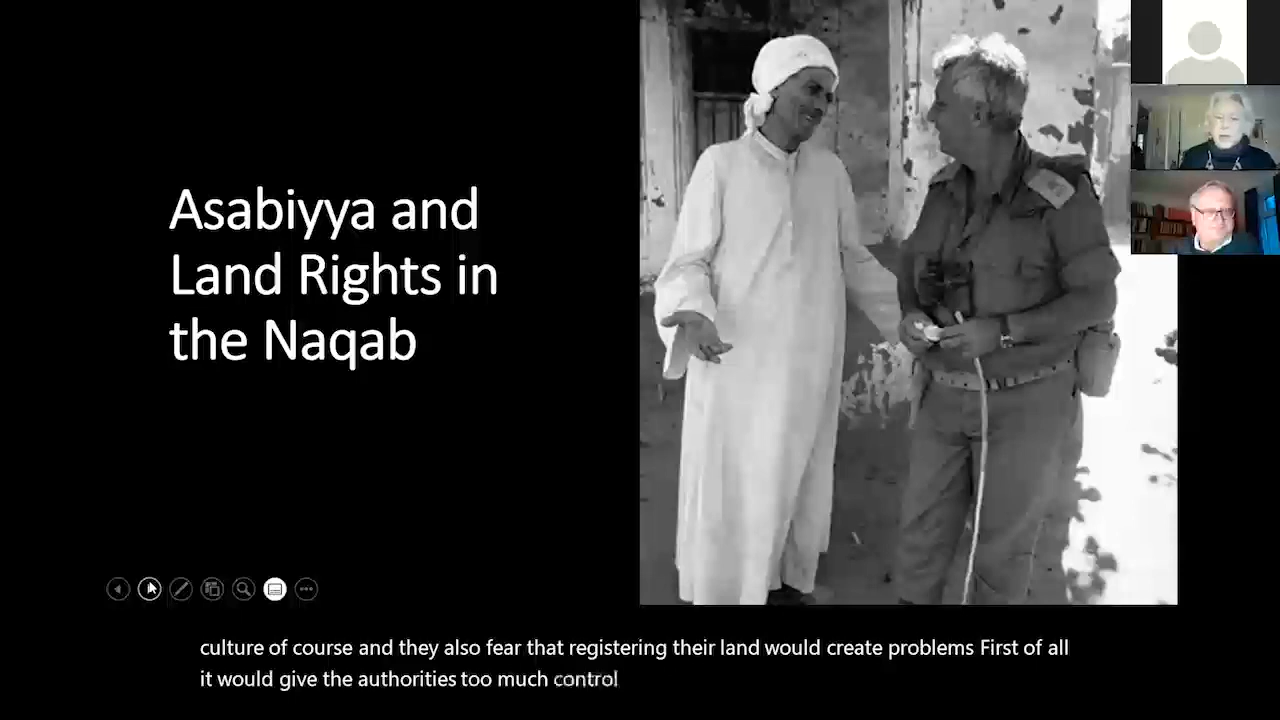 Asabiyya and
Land Rights in
the Naqab
culture of course and they also fear that registering their land would create problems First of all
it would give the authorities too much control